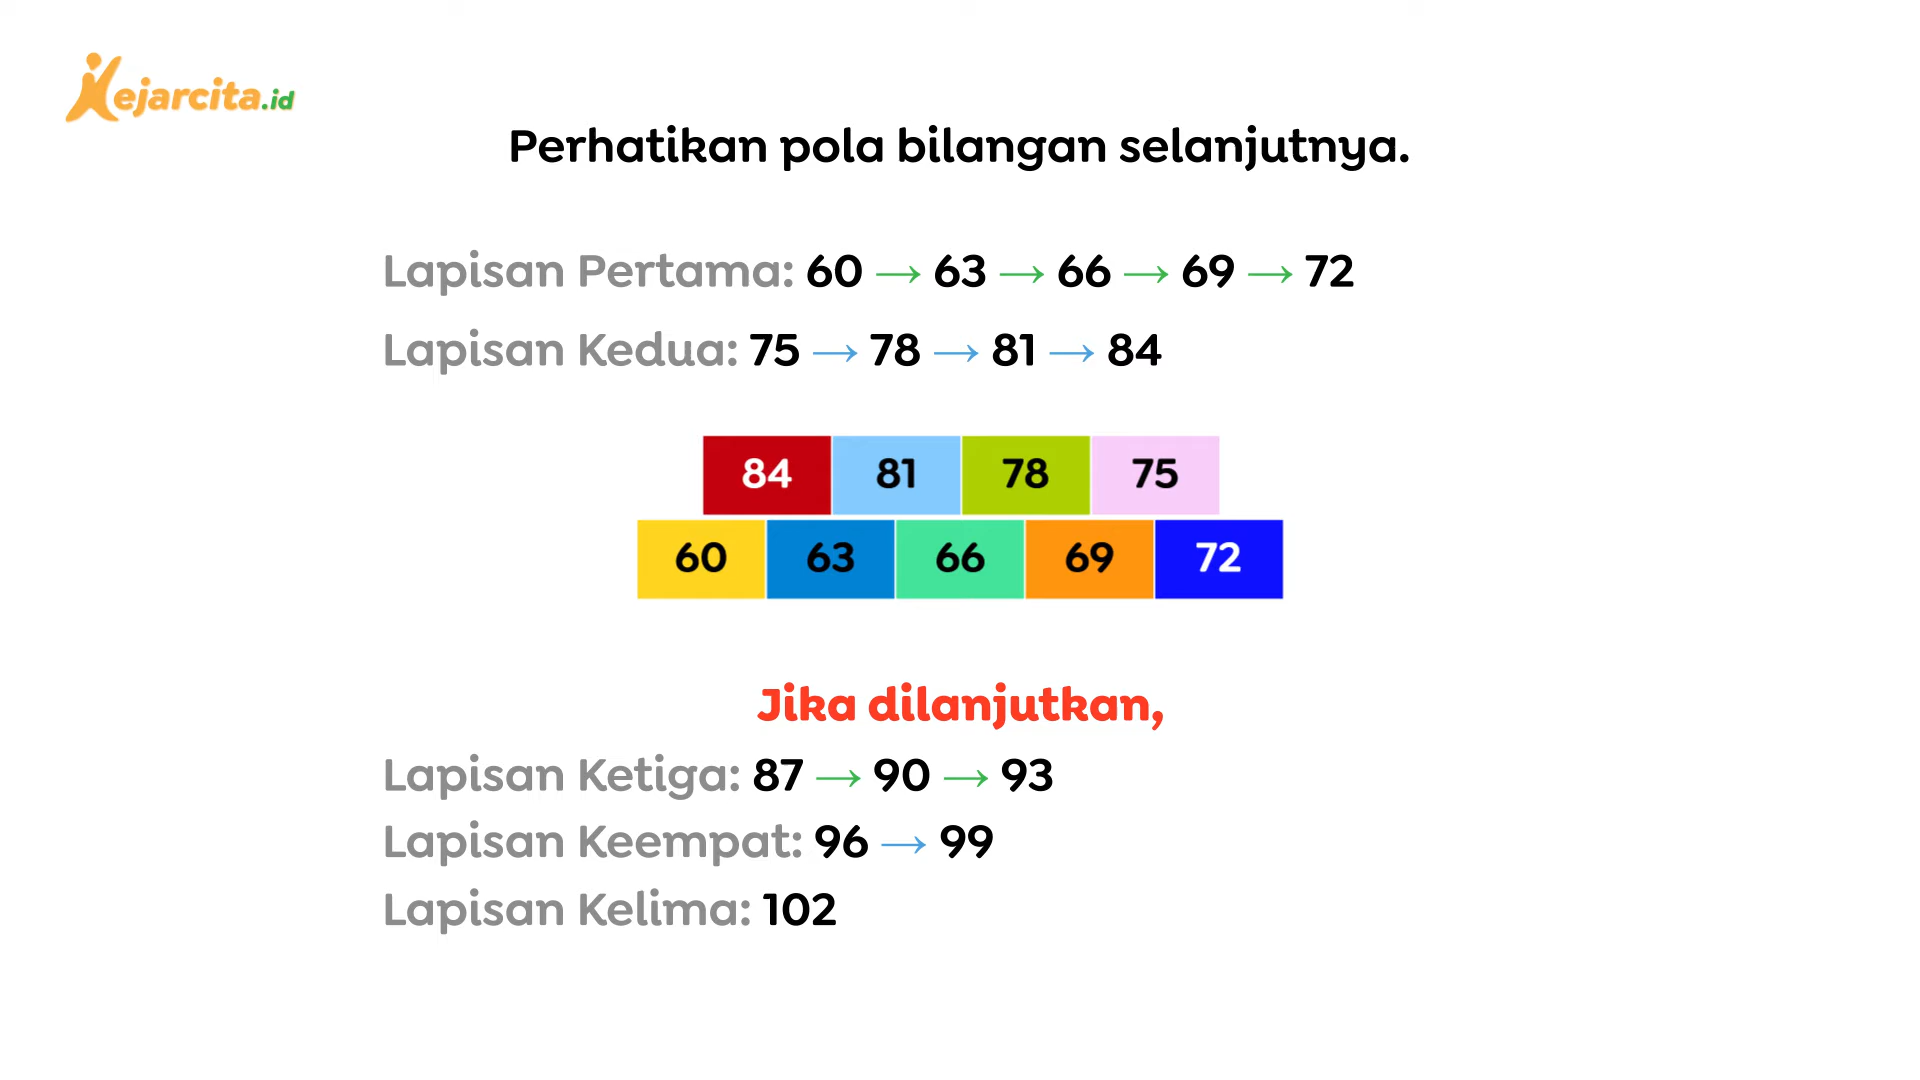 Kejarcita.id
Perhatikan pola bilangan selanjutnya.
Lapisan Pertama: 60 → 63 → 66 → 69 → 72
Lapisan Kedua: 75 → 78 → 81 → 84
84 81 78 75
60 63 66 69 72
Jika dilanjutkan,
Lapisan Ketiga: 87 → 90 → 93
Lapisan Keempat: 96 → 99
Lapisan Kelima: 102